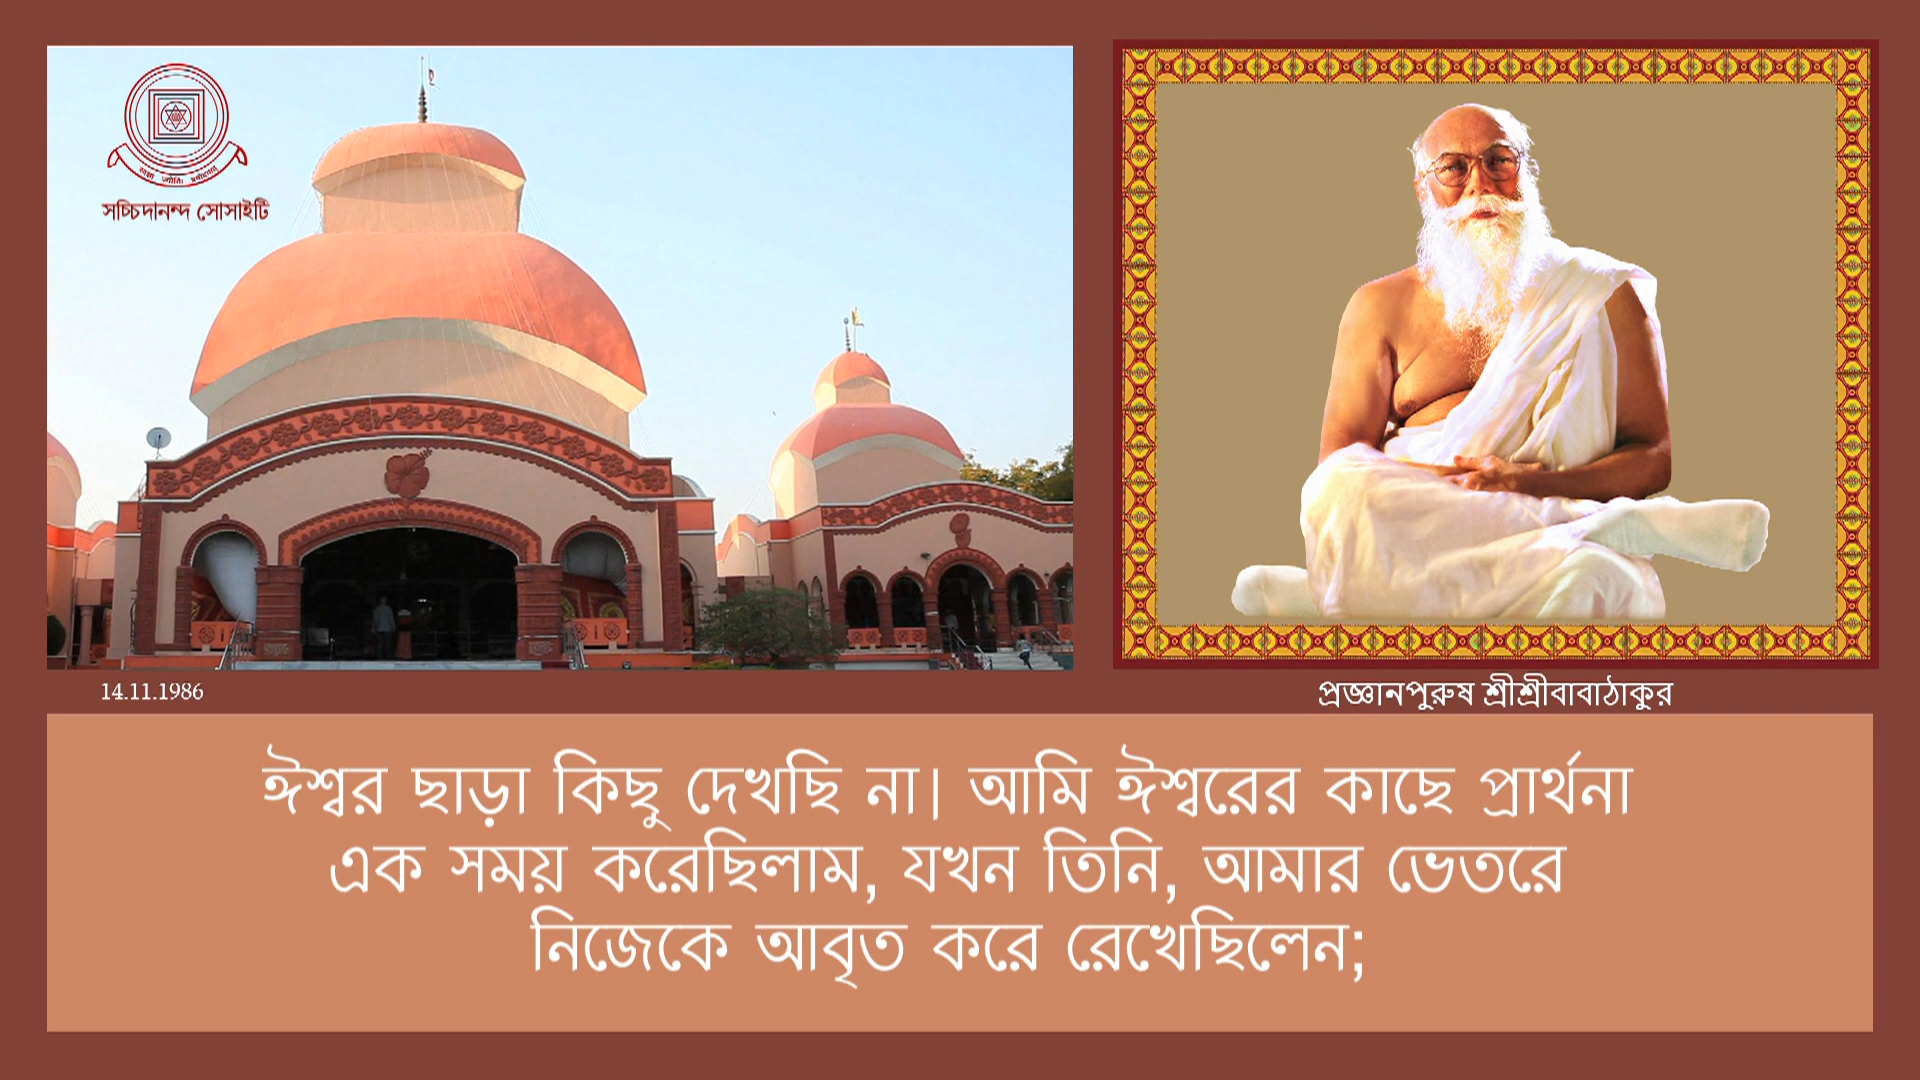 সচ্চিদানন্দ সোসাইটি
14.11.1986
প্রজ্ঞানপুরুষ শ্রীশ্রীবাবাঠাকুর
ঈশ্বর ছাড়া কিছু দেখছি না। আমি ঈশ্বরের কাছে প্রার্থনা
এক সময় করেছিলাম, যখন তিনি, আমার ভেতরে
নিজেকে আবৃত করে রেখেছিলেন;